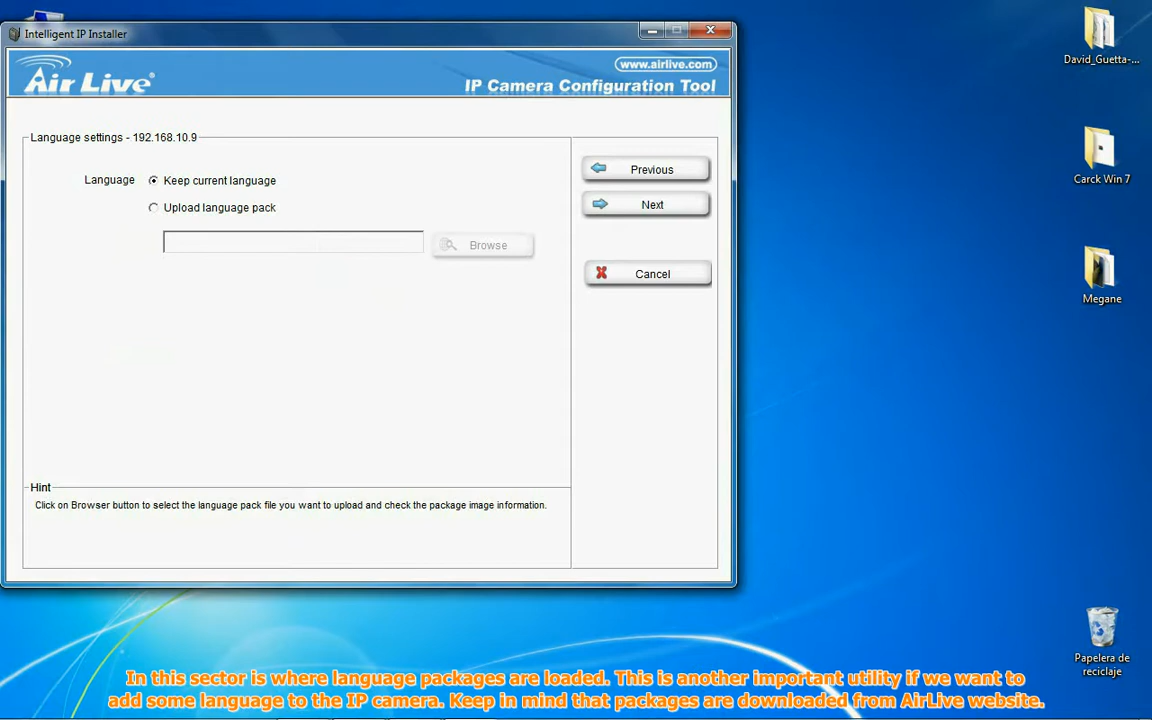 Intelligent IP Installer
Air Live®
www.airlive.com
IP Camera Configuration Tool
Language settings - 192.168.10.9
Language
Keep current language
Upload language pack
Browse
Previous
Next
Cancel
Hint
Click on Browser button to select the language pack file you want to upload and check the package image information.
David_Guetta-...
Carck Win 7
Megane
Papelera de
reciclaje
In this sector is where language packages are loaded. This is another important utility if we want to
add some language to the IP camera. Keep in mind that packages are downloaded from AirLive website.